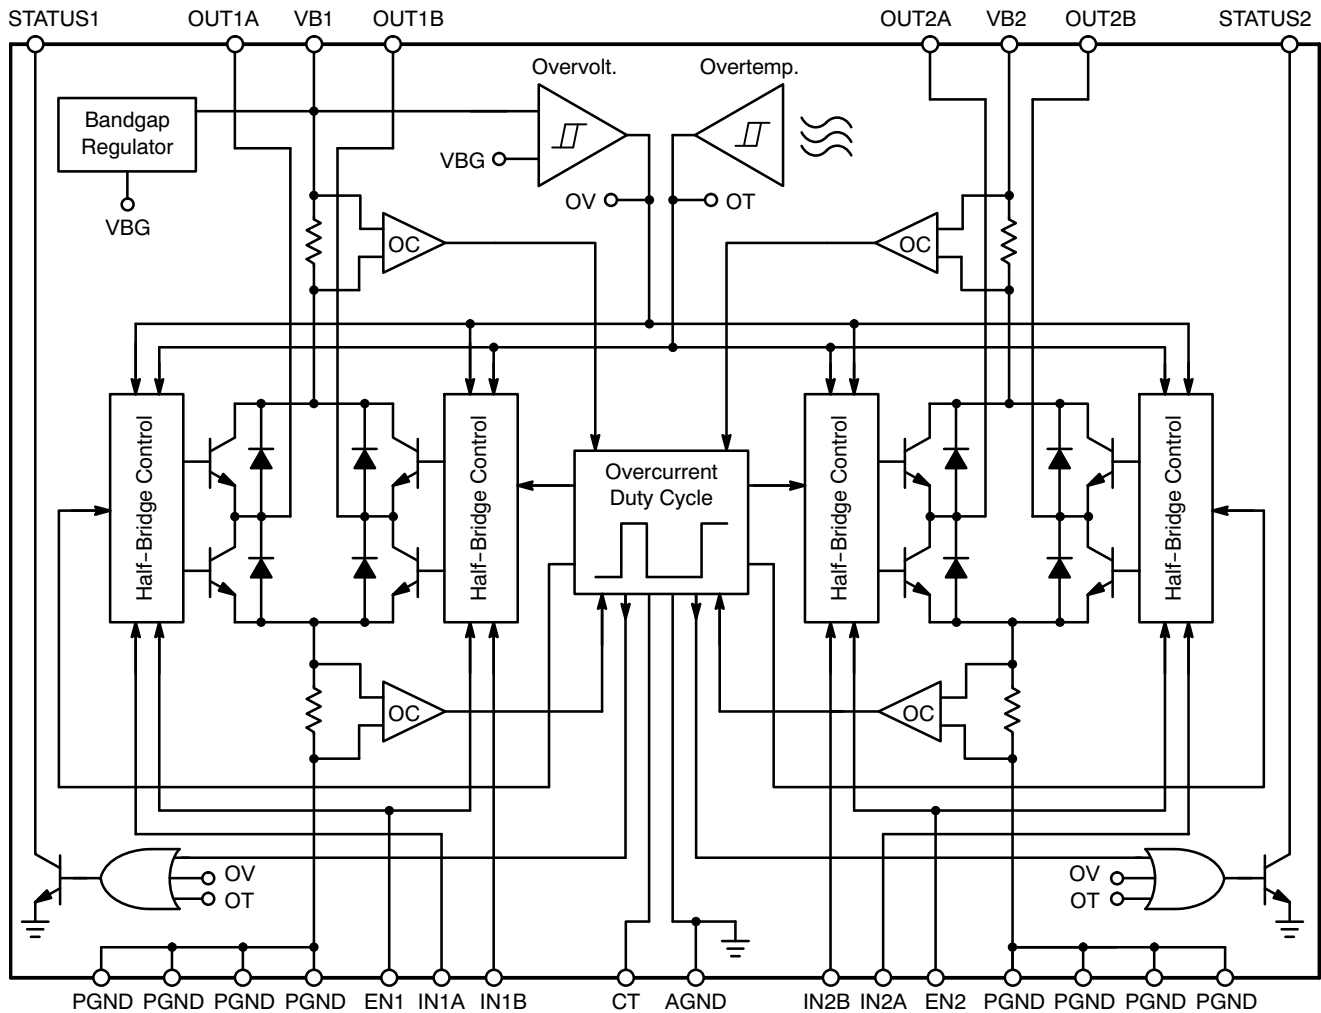 STATUS1 OUT1A VB1 OUT1B OUT2A VB2 OUT2B STATUS2
Overvolt. Overtemp.
Bandgap
Regulator
VBG
VBG
OV OT
OC OC
Half-Bridge Control
Half-Bridge Control
Overcurrent
Duty Cycle
Half-Bridge Control
Half-Bridge Control
OC OC
OV OV
OT OT
PGND PGND PGND PGND EN1 IN1A IN1B CT AGND IN2B IN2A EN2 PGND PGND PGND PGND